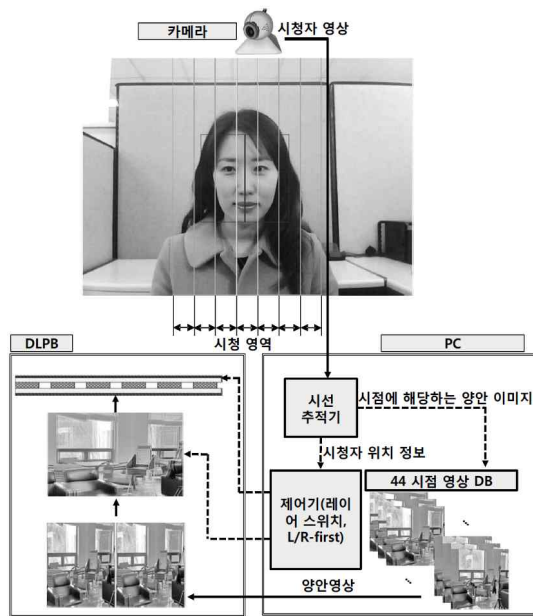 카메라
시청자 영상
시청 영역
DLPB
PC
시선
추적기
시점에 해당하는 양안 이미지
시청자 위치 정보
제어기(레이
어 스위치,
L/R-first)
44 시점 영상 DB
양안영상